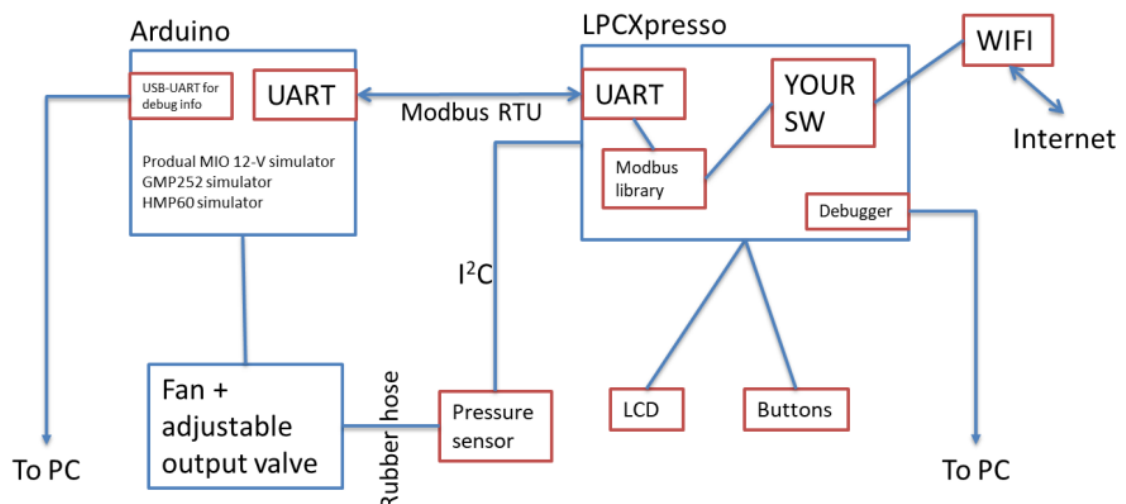 Arduino
USB-UART for
debug info
UART
Produal MIO 12-V simulator
GMP252 simulator
HMP60 simulator
Modbus RTU
LPCXpresso
UART
Modbus
library
YOUR
SW
Debugger
WIFI
Internet
I²C
Fan +
adjustable
output valve
Rubber hose
Pressure
sensor
LCD
Buttons
To PC
To PC